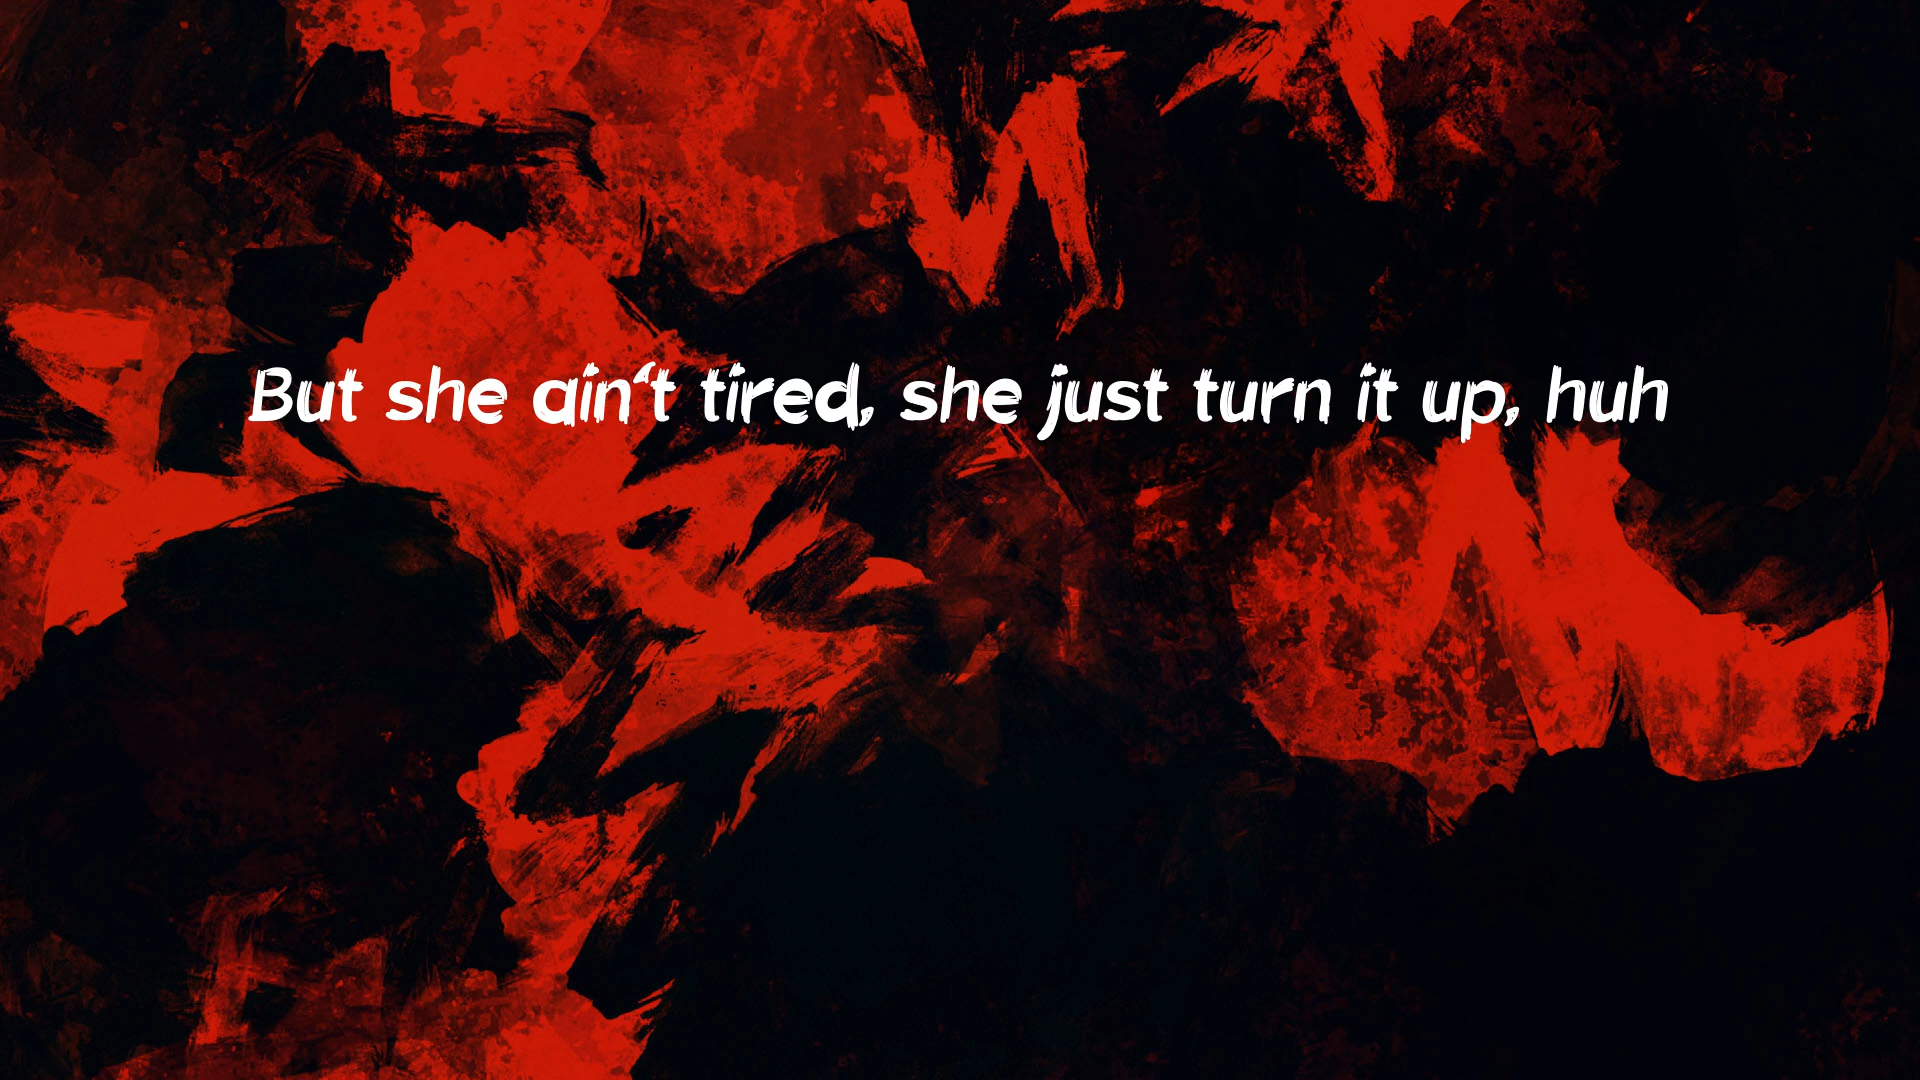 But she ain‘t tired, she just turn it up, huh